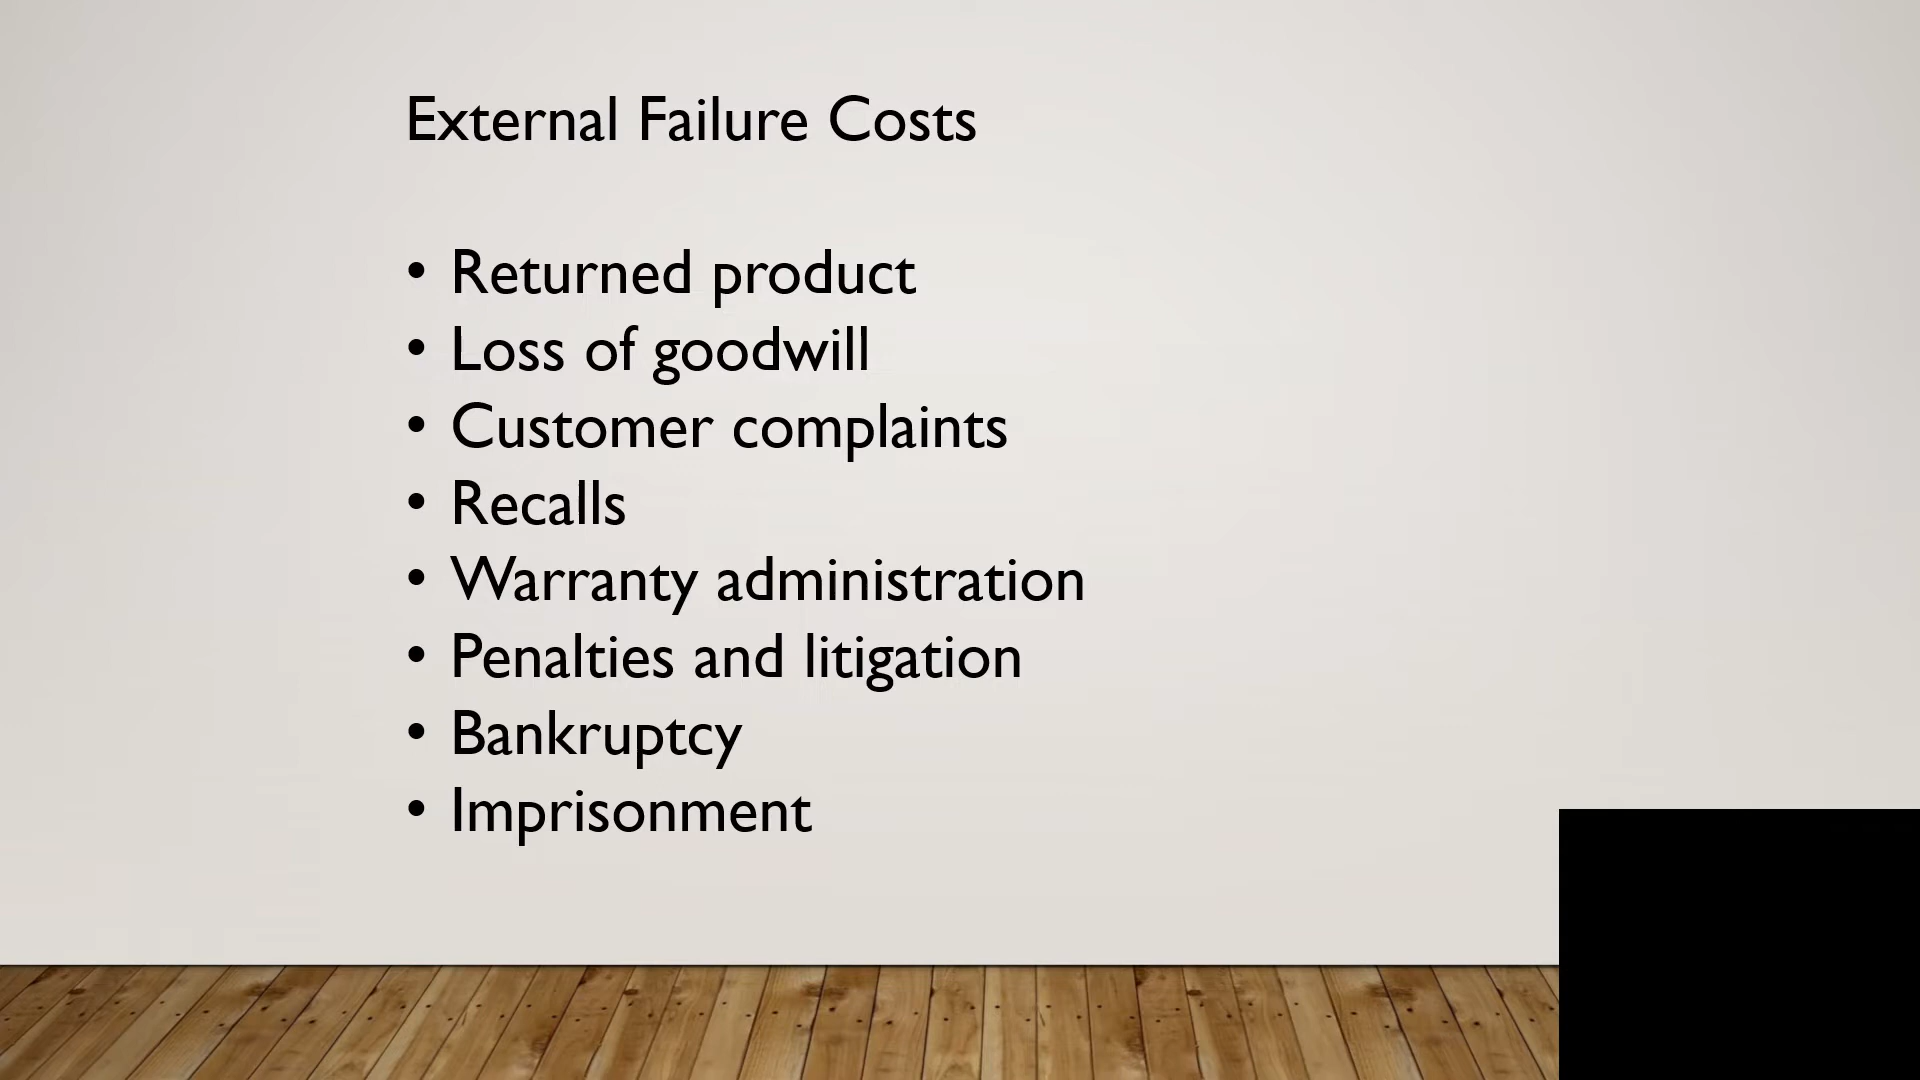 External Failure Costs
• Returned product
• Loss of goodwill
• Customer complaints
• Recalls
• Warranty administration
• Penalties and litigation
• Bankruptcy
• Imprisonment